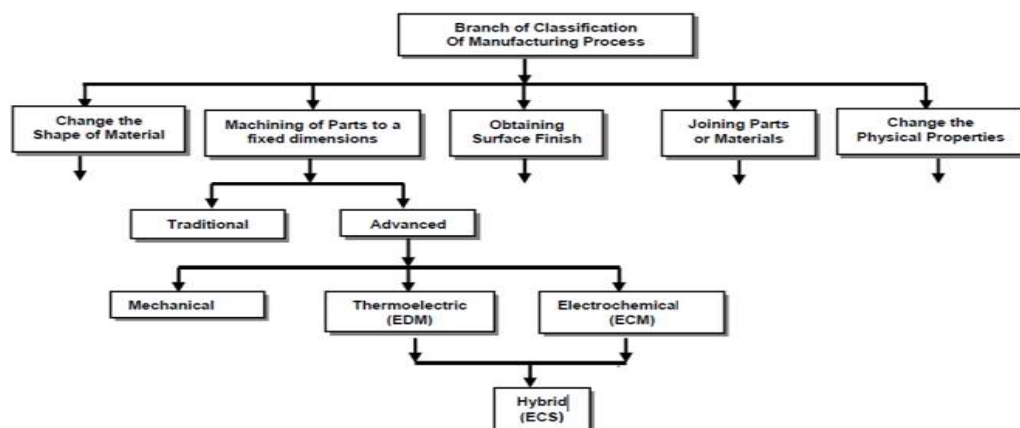 Branch of Classification
Of Manufacturing Process
Change the
Shape of Material
Machining of Parts to a
fixed dimensions
Obtaining
Surface Finish
Joining Parts
or Materials
Change the
Physical Properties
Traditional
Advanced
Mechanical
Thermoelectric
(EDM)
Electrochemical
(ECM)
Hybrid
(ECS)